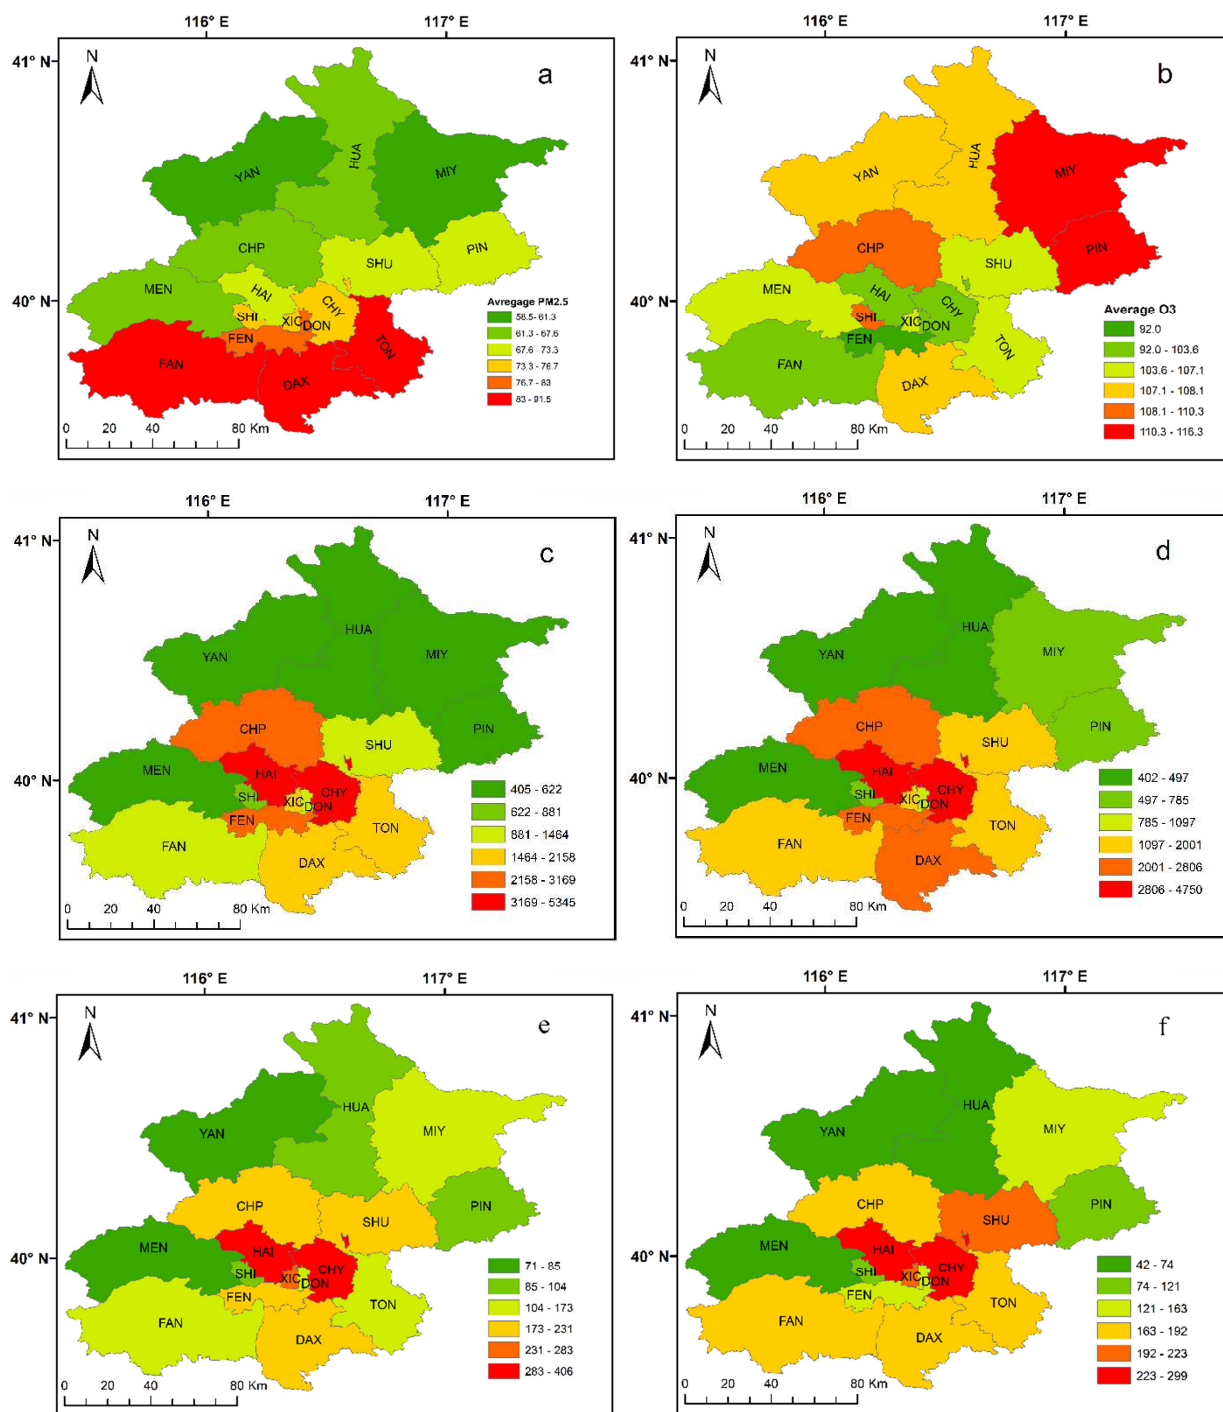 116° E 117° E
116° E 117° E
41° N N a
N b
HUA
YAN MIY
CHP SHU PIN
MEN HAI CHY
40° N
SHI XIC DON
FEN TON
FAN DAX
Avregage PM2.5
58.5- 61.3
61.3 - 67.6
67.6 - 73.3
73.3 - 76.7
76.7 - 83
83 - 91.5
0 20 40 80 Km
HUA
YAN MIY
CHP SHU PIN
MEN HAI CHY
SHI XIC DON
FEN TON
FAN DAX
Average O3
92.0
92.0 - 103.6
103.6 - 107.1
107.1 - 108.1
108.1 - 110.3
110.3 - 116.3
0 20 40 80 Km
40° N
116° E 117° E
116° E 117° E
41° N N c
41° N N d
HUA
YAN MIY
CHP SHU PIN
MEN HAI CHY
40° N
SHI XIC DON
FEN TON
FAN DAX
405 - 622
622 - 881
881 - 1464
1464 - 2158
2158 - 3169
3169 - 5345
0 20 40 80 Km
HUA
YAN MIY
CHP SHU PIN
MEN HAI CHY
40° N
SHI XIC DON
FEN TON
FAN DAX
402 - 497
497 - 785
785 - 1097
1097 - 2001
2001 - 2806
2806 - 4750
0 20 40 80 Km
116° E 117° E
116° E 117° E
41° N N e
41° N N f
HUA
YAN MIY
CHP SHU PIN
MEN HAI CHY
40° N
SHI XIC DON
FEN TON
FAN DAX
71 - 85
85 - 104
104 - 173
173 - 231
231 - 283
283 - 406
0 20 40 80 Km
HUA
YAN MIY
CHP SHU PIN
MEN HAI CHY
40° N
SHI XIC DON
FEN TON
FAN DAX
42 - 74
74 - 121
121 - 163
163 - 192
192 - 223
223 - 299
0 20 40 80 Km